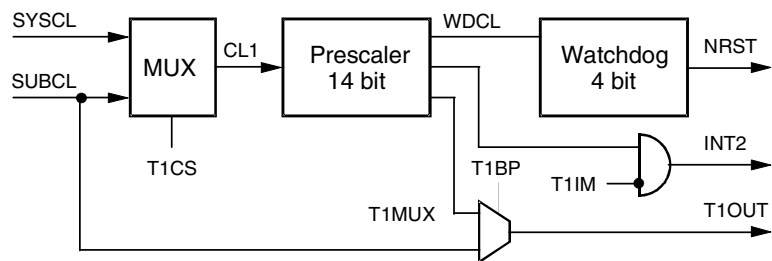 SYSCL
SUBCL
MUX
T1CS
CL1
Prescaler
14 bit
WDCL
Watchdog
4 bit
NRST
INT2
T1BP
T1IM
T1MUX
T1OUT